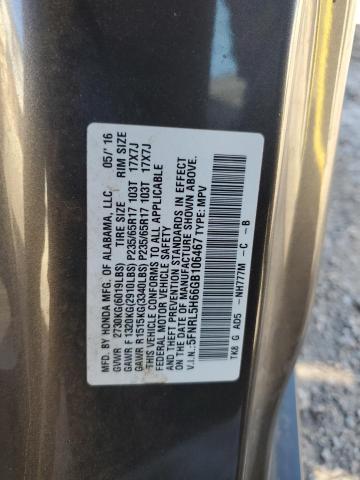 MFD. BY HONDA MFG. OF ALABAMA, LLC 05/'16
GVWR 2730KG(6019LBS) TIRE SIZE RIM SIZE
GAWR F 1320KG(2910LBS) P235/65R17 103T 17X7J
GAWR R1515KG(3340LBS) P235/65R17 103T 17X7J
THIS VEHICLE CONFORMS TO ALL APPLICABLE
FEDERAL MOTOR VEHICLE SAFETY, BUMPER,
AND THEFT PREVENTION STANDARDS IN EFFECT
ON THE DATE OF MANUFACTURE SHOWN ABOVE.
V.I.N.:5FNRL5H66GB106467 TYPE: MPV
TK8 G AD5 -NH777M -C -B